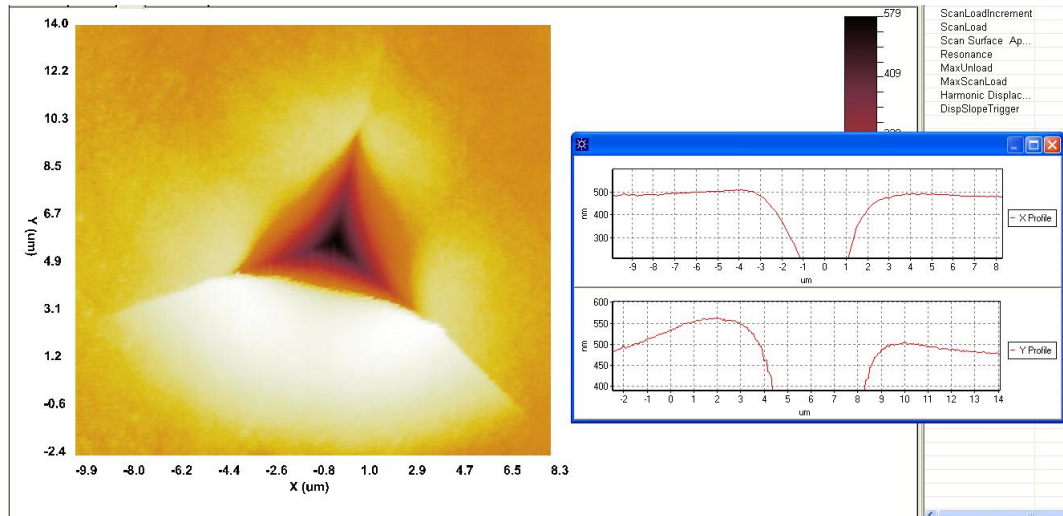 14.0
12.2
10.3
8.5
6.7
4.9
3.1
1.2
-0.6
-2.4
Y (um)
-9.9 -8.0 -6.2 -4.4 -2.6 -0.8 1.0 2.9 4.7 6.7 8.3
X (um)
579
409
ScanLoadIncrement
ScanLoad
Scan Surface Ap...
Resonance
MaxUnload
MaxScanLoad
Harmonic Displac...
DispSlopeTrigger
500
400
300
nm
-9 -8 -7 -6 -5 -4 -3 -2 -1 0 1 2 3 4 5 6 7 8
um
X Profile
600
550
500
450
400
nm
-2 -1 0 1 2 3 4 5 6 7 8 9 10 11 12 13 14
um
Y Profile